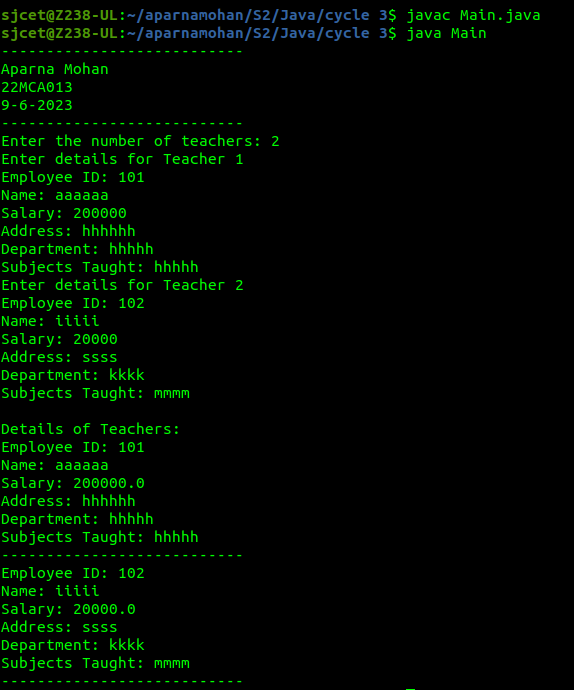 sjcet@Z238-UL:~/aparnamohan/S2/Java/cycle 3$ javac Main.java
sjcet@Z238-UL:~/aparnamohan/S2/Java/cycle 3$ java Main
---------------------------
Aparna Mohan
22MCA013
9-6-2023
---------------------------
Enter the number of teachers: 2
Enter details for Teacher 1
Employee ID: 101
Name: aaaaaa
Salary: 200000
Address: hhhhhh
Department: hhhhh
Subjects Taught: hhhhh
Enter details for Teacher 2
Employee ID: 102
Name: iiiii
Salary: 20000
Address: ssss
Department: kkkk
Subjects Taught: mmmm

Details of Teachers:
Employee ID: 101
Name: aaaaaa
Salary: 200000.0
Address: hhhhhh
Department: hhhhh
Subjects Taught: hhhhh
---------------------------
Employee ID: 102
Name: iiiii
Salary: 20000.0
Address: ssss
Department: kkkk
Subjects Taught: mmmm
---------------------------